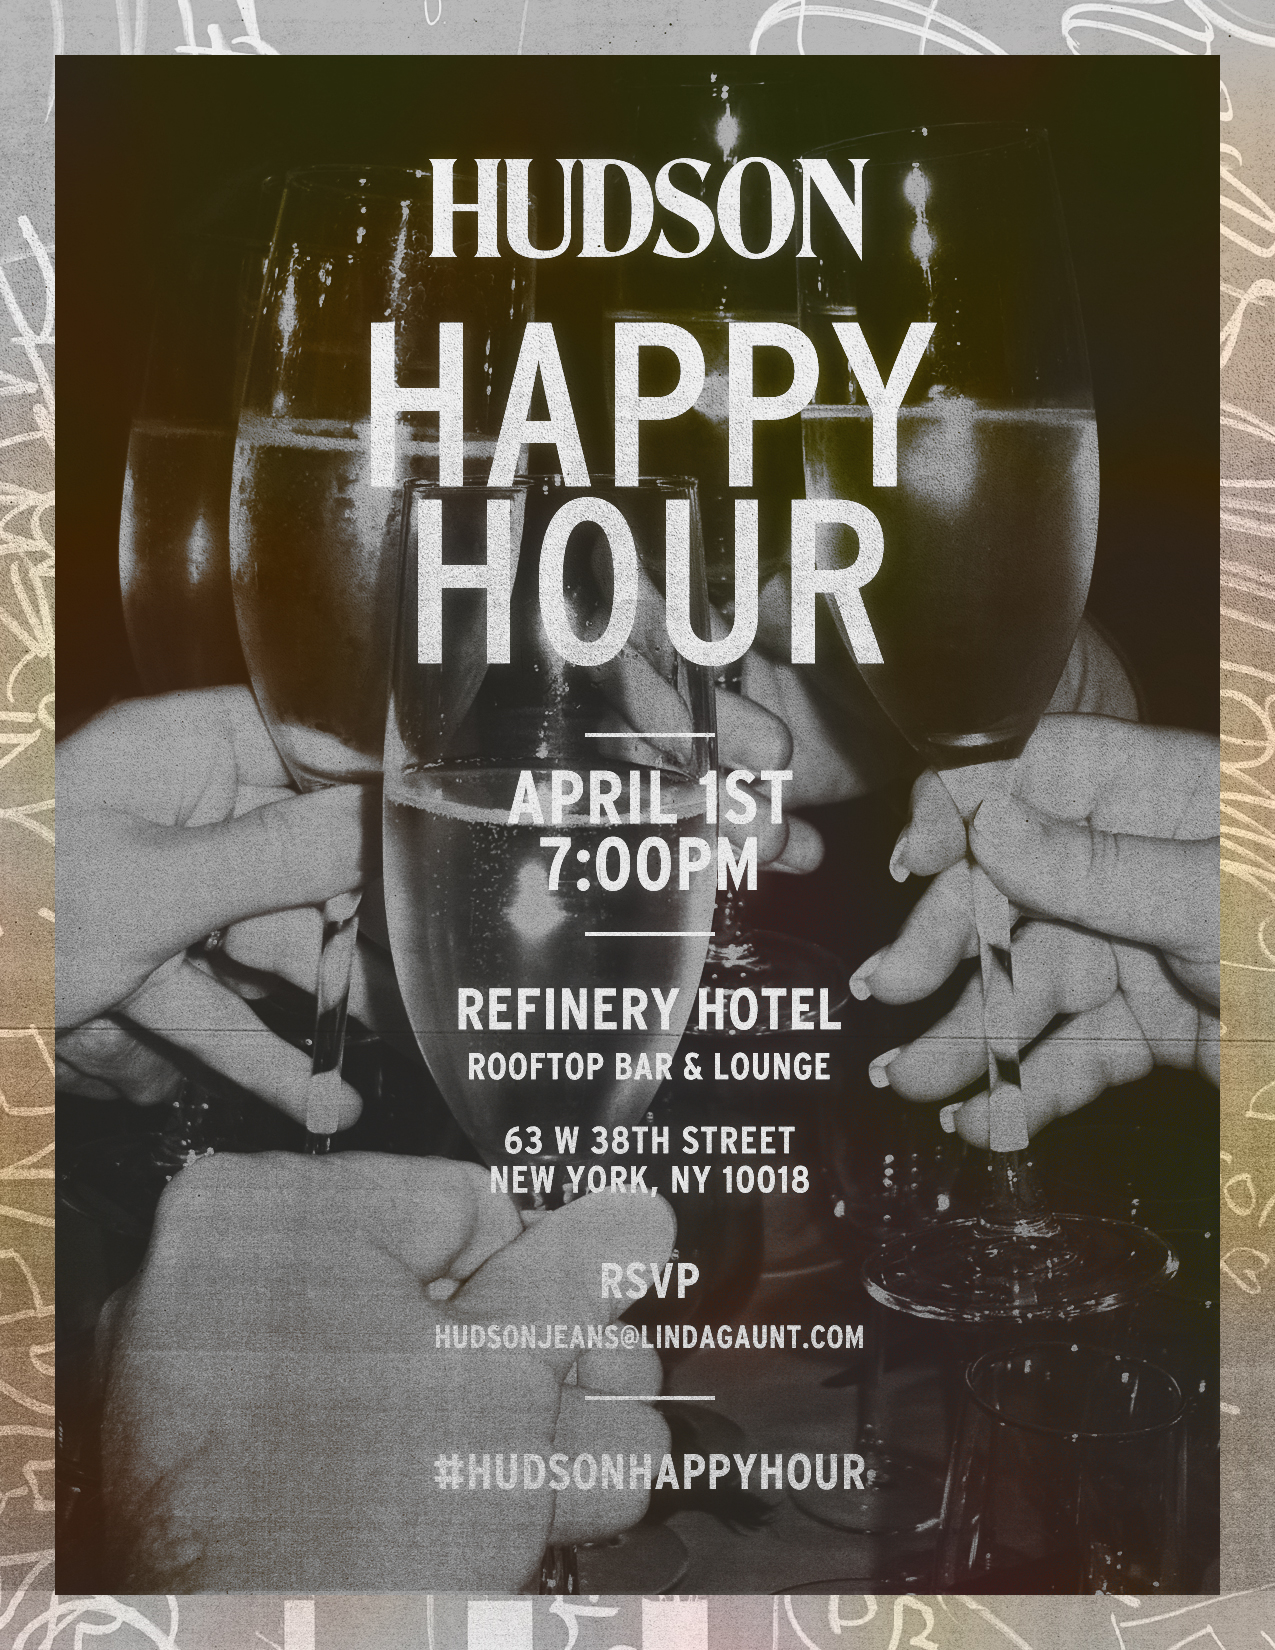 HUDSON
HAPPY
HOUR
APRIL 1ST
7:00PM
REFINERY HOTEL
ROOFTOP BAR & LOUNGE
63 W 38TH STREET
NEW YORK, NY 10018
RSVP
HUDSONJEANS@LINDAGAUNT.COM
#HUDSONHAPPYHOUR